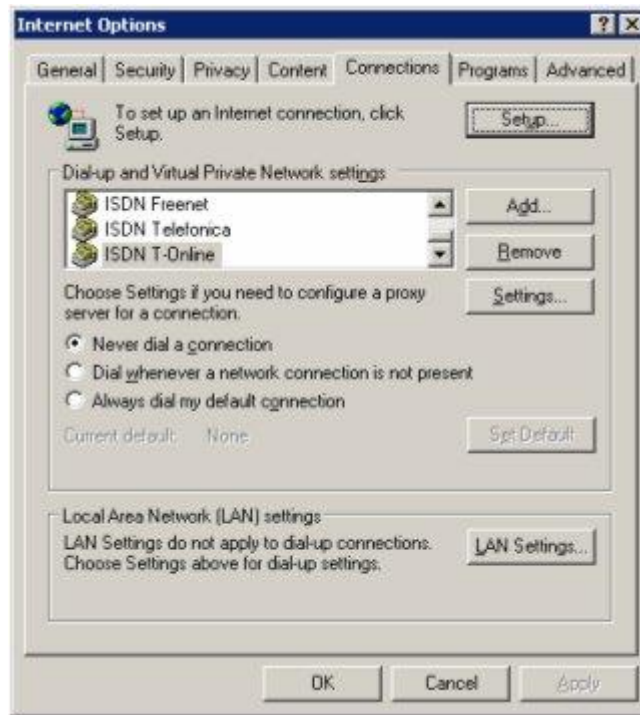 Internet Options
General Security Privacy Content Connections Programs Advanced
To set up an Internet connection, click
Setup.
Setup...
Dial-up and Virtual Private Network settings
ISDN Freenet
ISDN Telefonica
ISDN T-Online
Add...
Remove
Choose Settings if you need to configure a proxy
server for a connection.
Settings...
Never dial a connection
Dial whenever a network connection is not present
Always dial my default connection
Current default: None
Set Default
Local Area Network (LAN) settings
LAN Settings do not apply to dial-up connections.
Choose Settings above for dial-up settings.
LAN Settings...
OK Cancel Apply